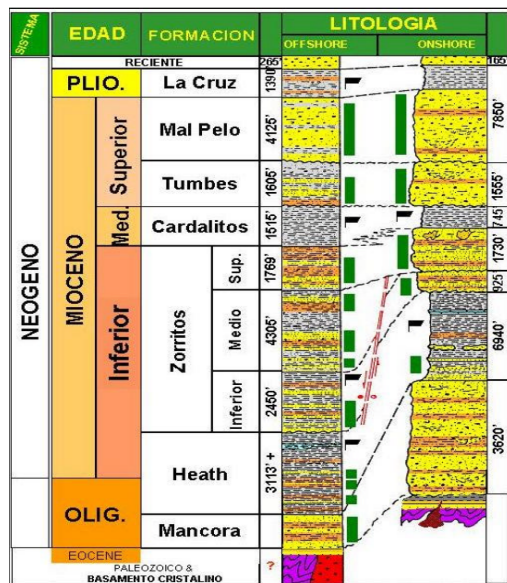 SISTEMA
EDAD
FORMACION
LITOLOGIA
OFFSHORE
ONSHORE
RECIENTE
265'
165'
PLIO.
La Cruz
1390'
Mal Pelo
4125'
7850'
Superior
Tumbes
1605'
1555'
Med.
Cardalitos
1515'
745'
NEOGENO
MIOCENO
Inferior
Zorritos
Sup.
1769'
1730'
925'
Medio
4305'
6940'
Inferior
2450'
Heath
3113' +
3620'
OLIG.
Mancora
EOCENE
PALEOZOICO &
BASAMENTO CRISTALINO
?